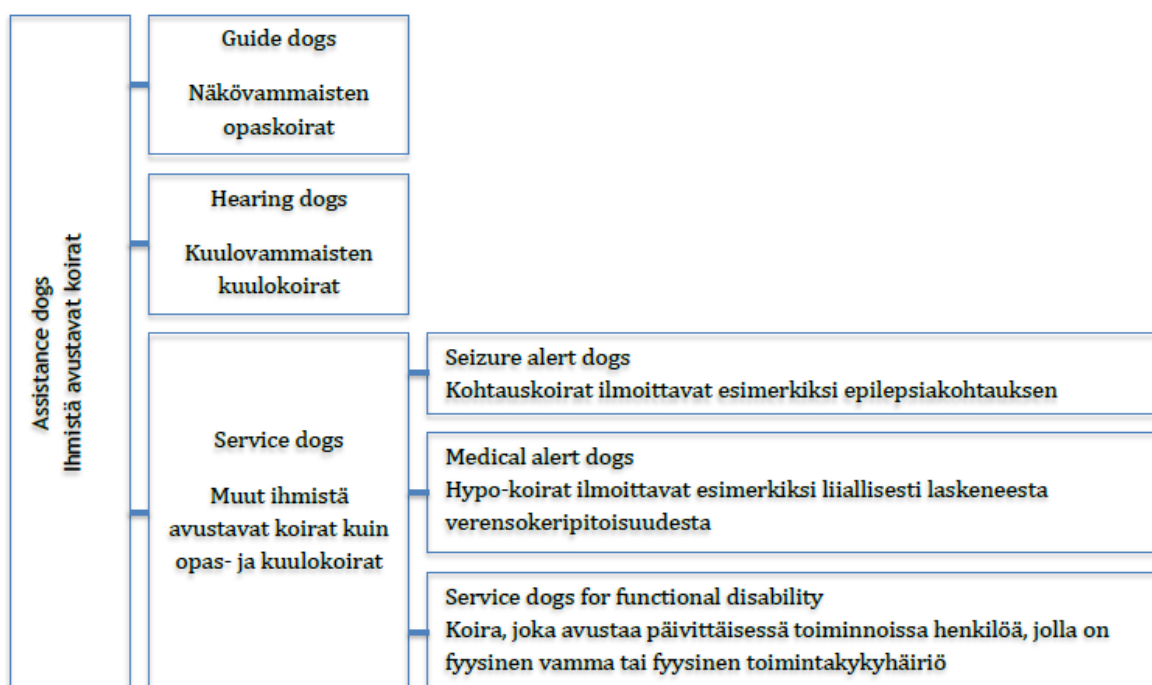 Assistance dogs
Ihmistä avustavat koirat
Guide dogs
Näkövammaisten
opaskoirat
Hearing dogs
Kuulovammaisten
kuulokoirat
Service dogs
Muut ihmistä
avustavat koirat kuin
opas- ja kuulokoirat
Seizure alert dogs
Kohtauskoirat ilmoittavat esimerkiksi epilepsiakohtauksen
Medical alert dogs
Hypo-koirat ilmoittavat esimerkiksi liiallisesti laskeneesta
verensokeripitoisuudesta
Service dogs for functional disability
Koira, joka avustaa päivittäisessä toiminnoissa henkilöä, jolla on
fyysinen vamma tai fyysinen toimintakykyhäiriö